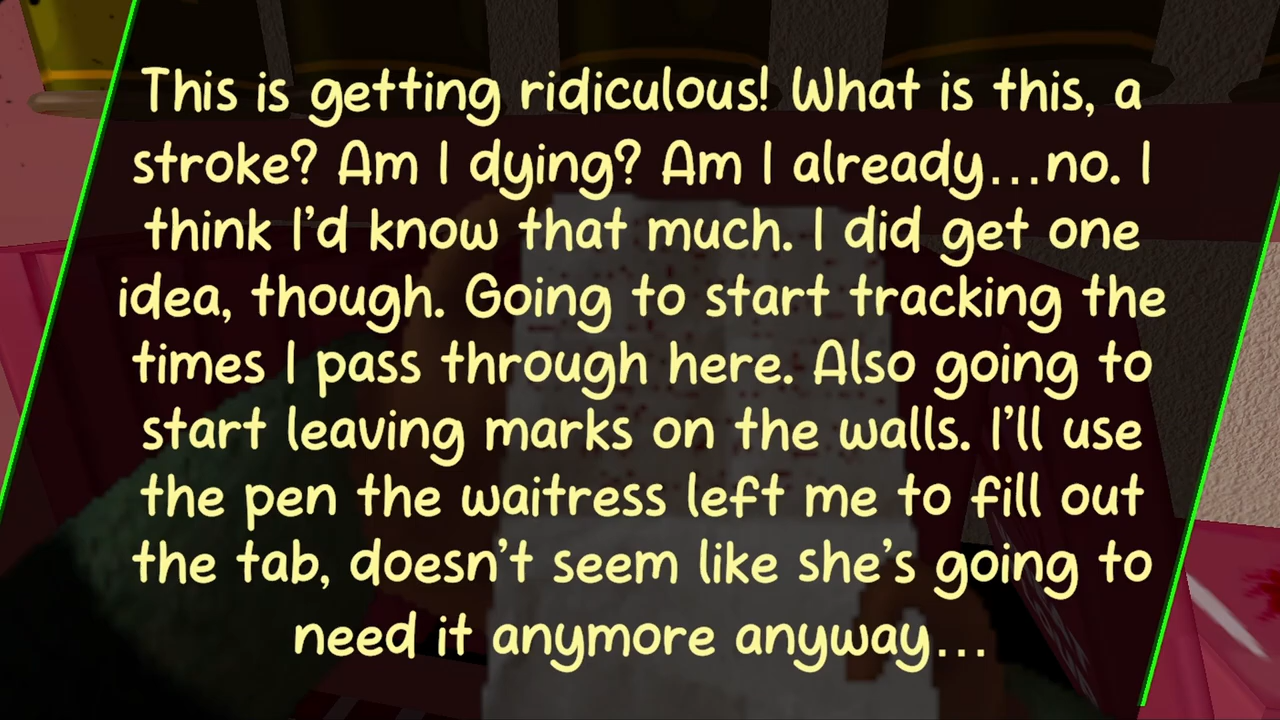 This is getting ridiculous! What is this, a
stroke? Am I dying? Am I already...no. I
think I'd know that much. I did get one
idea, though. Going to start tracking the
times I pass through here. Also going to
start leaving marks on the walls. I'll use
the pen the waitress left me to fill out
the tab, doesn't seem like she's going to
need it anymore anyway...